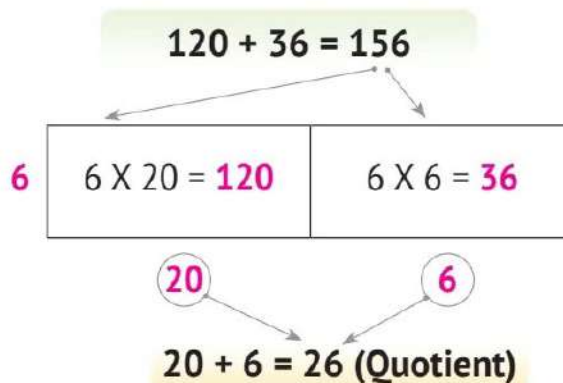 120 + 36 = 156
6 6 X 20 = 120 6 X 6 = 36
20 6
20 + 6 = 26 (Quotient)